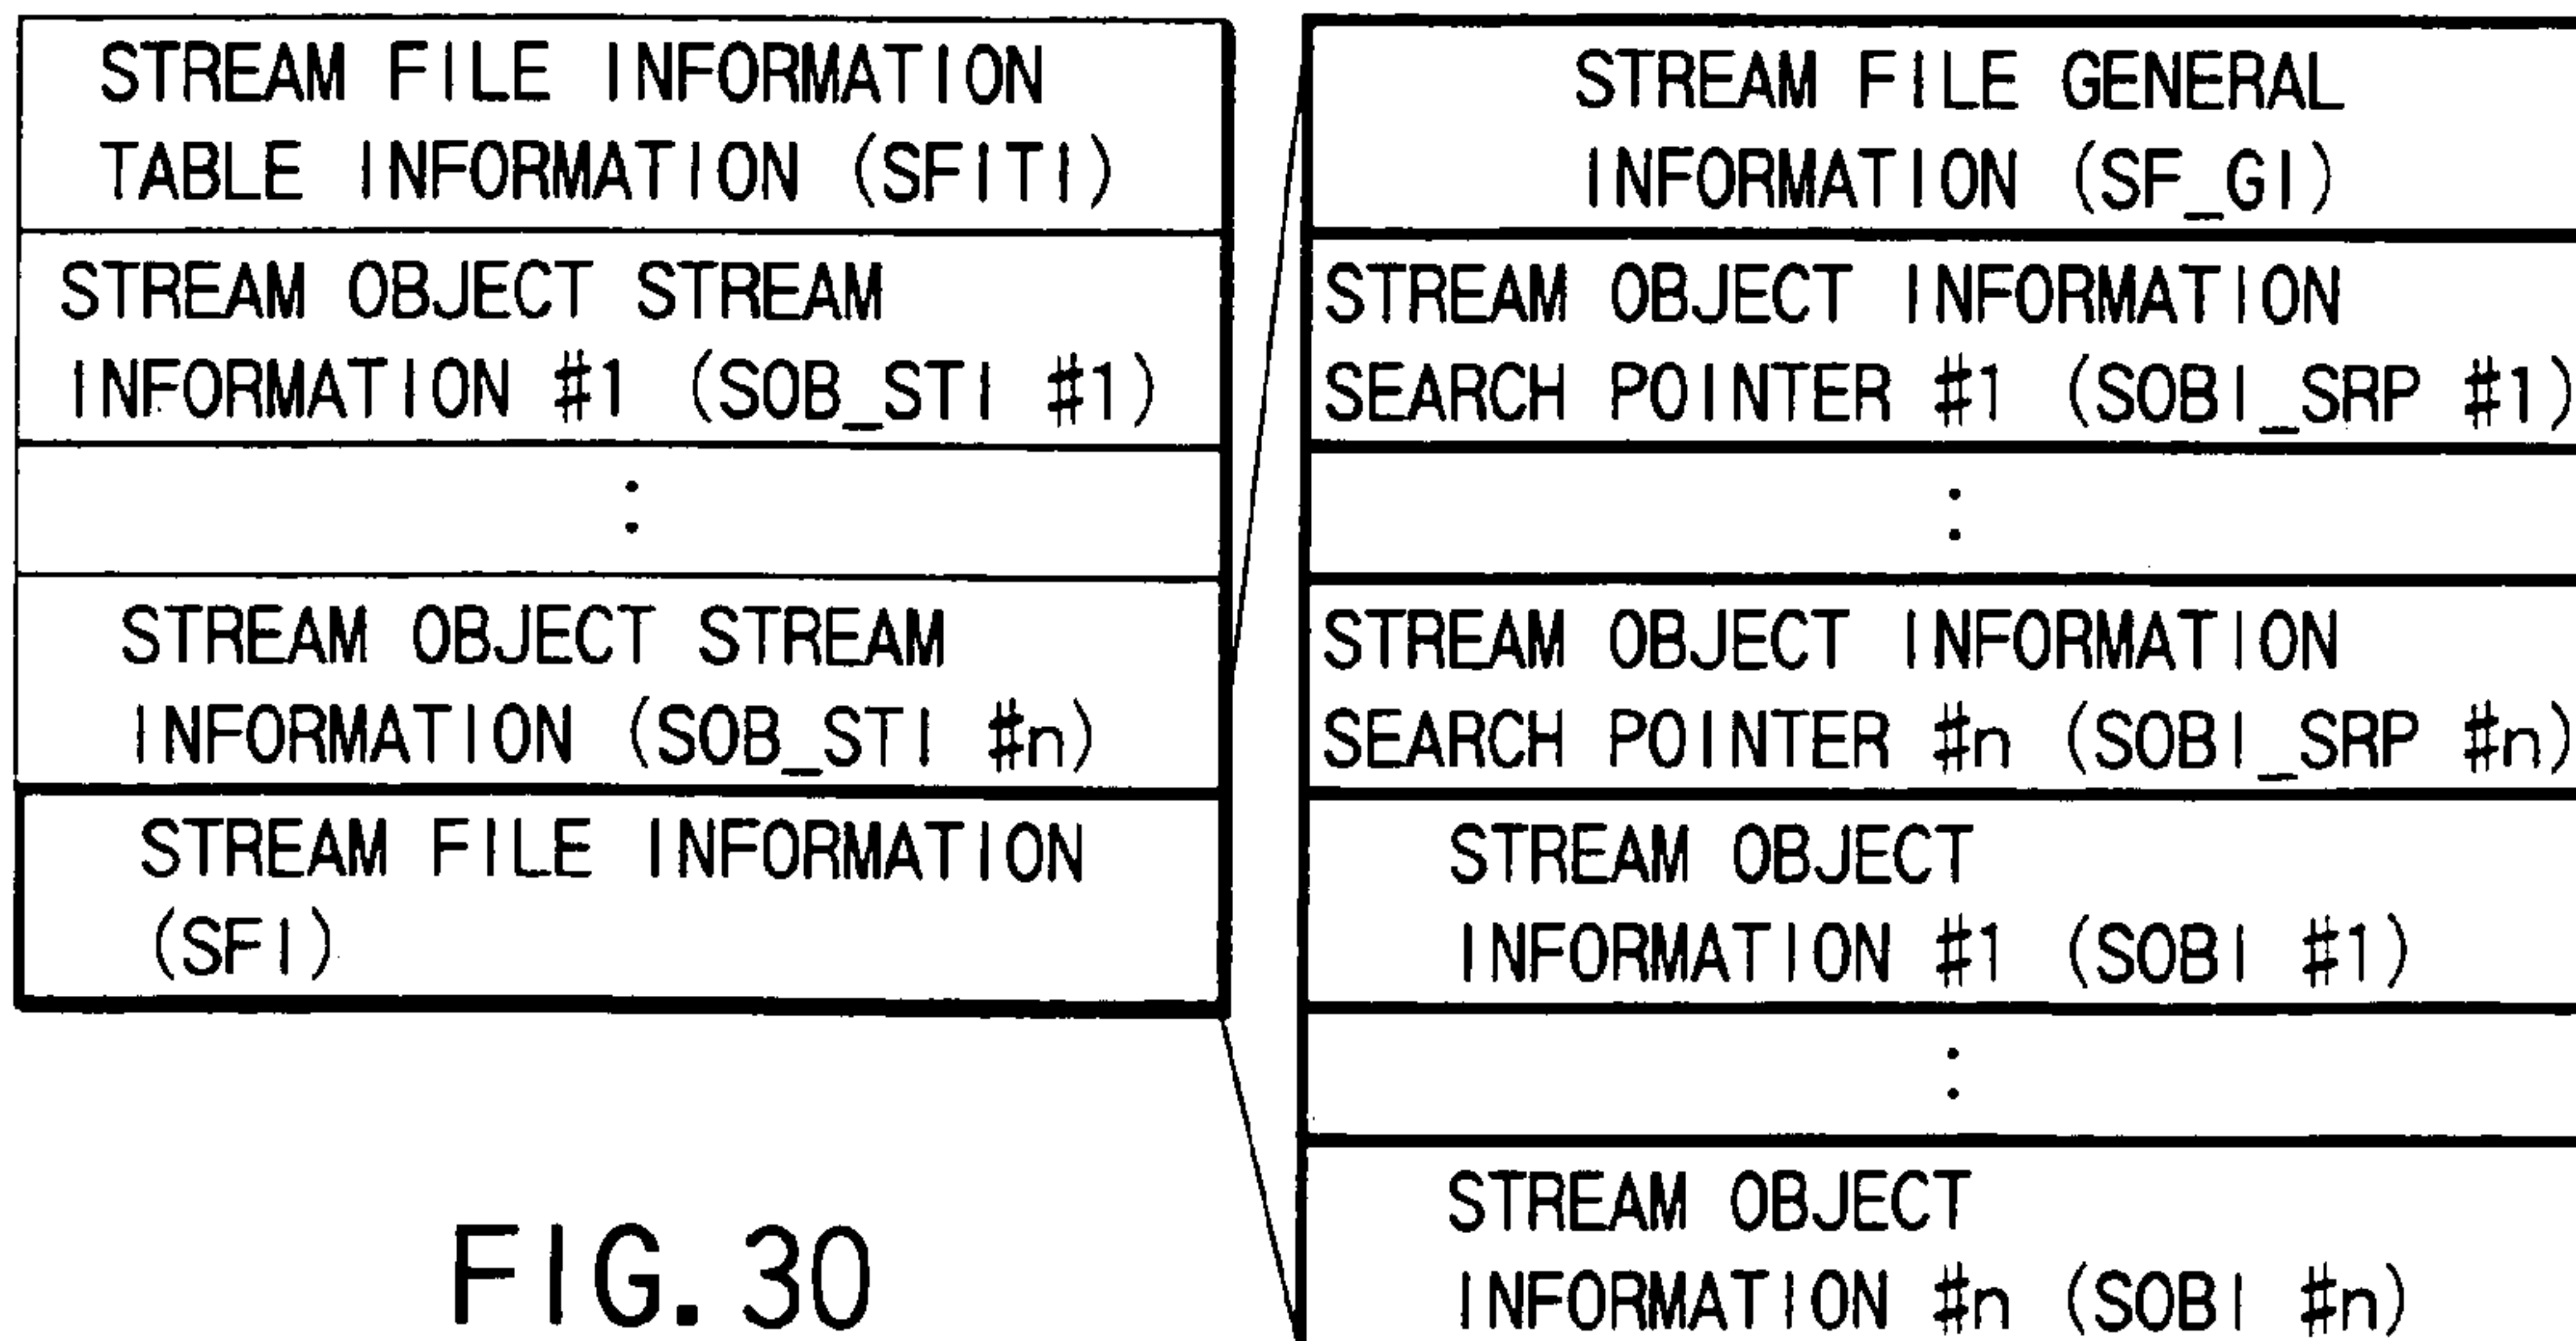 STREAM FILE INFORMATION
TABLE INFORMATION (SFITI)
STREAM OBJECT STREAM
INFORMATION #1 (SOB_STI #1)
:
STREAM OBJECT STREAM
INFORMATION (SOB_STI #n)
STREAM FILE INFORMATION
(SFI)
STREAM FILE GENERAL
INFORMATION (SF_GI)
STREAM OBJECT INFORMATION
SEARCH POINTER #1 (SOBI_SRP #1)
:
STREAM OBJECT INFORMATION
SEARCH POINTER #n (SOBI_SRP #n)
STREAM OBJECT
INFORMATION #1 (SOBI #1)
:
STREAM OBJECT
INFORMATION #n (SOBI #n)
FIG. 30